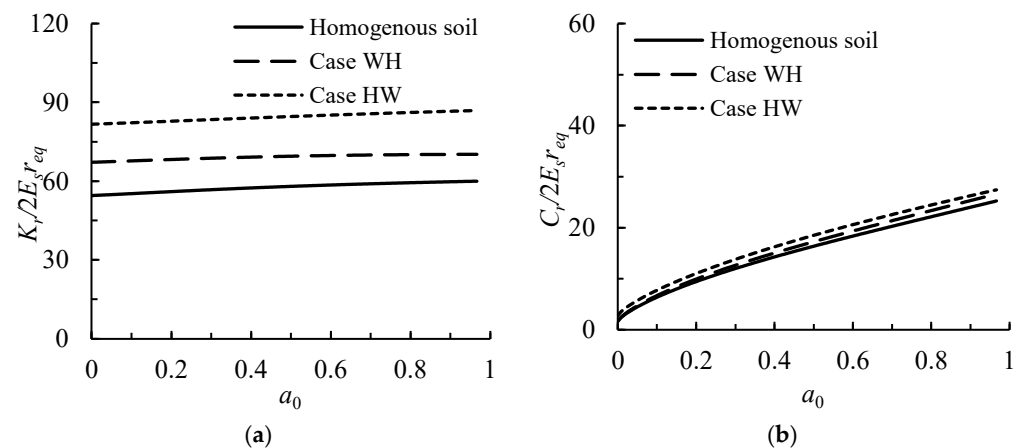 120
90
60
30
0
K_r/2E_s r_eq
Homogenous soil
Case WH
Case HW
0 0.2 0.4 0.6 0.8 1
a_0
(a)
60
40
20
0
C_r/2E_s r_eq
Homogenous soil
Case WH
Case HW
0 0.2 0.4 0.6 0.8 1
a_0
(b)